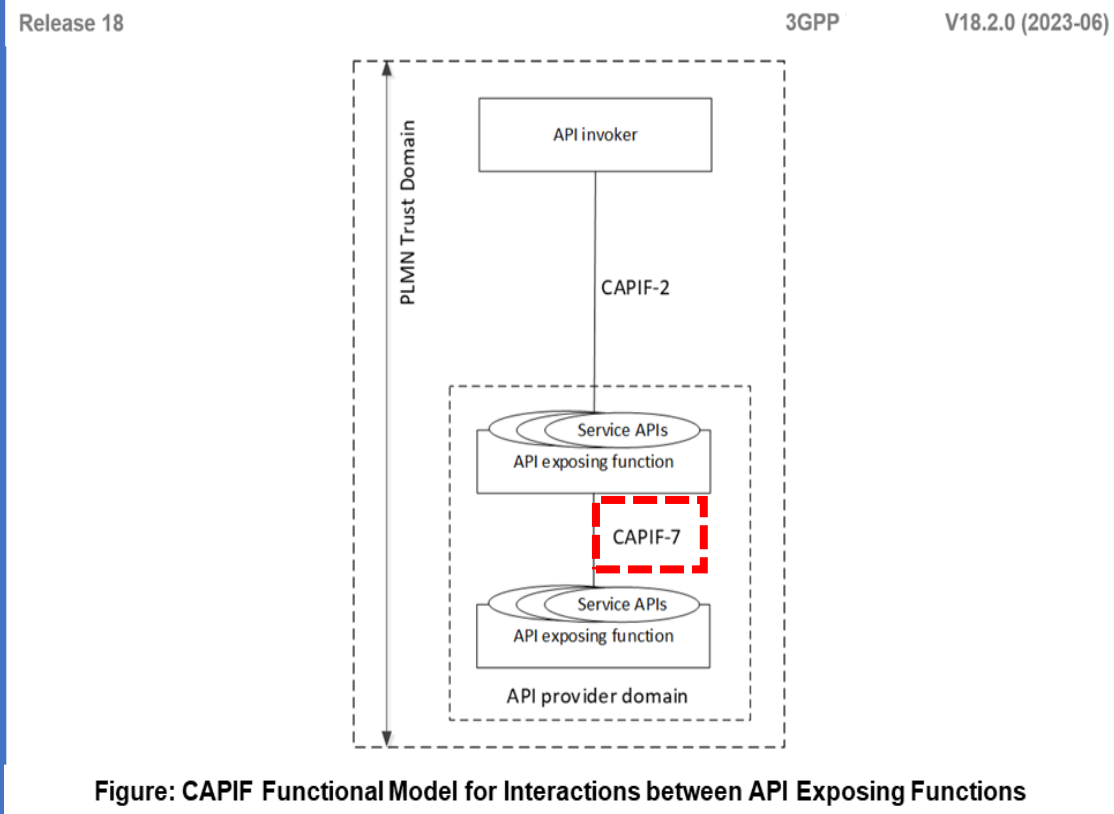 Release 18 3GPP V18.2.0 (2023-06)
PLMN Trust Domain
API invoker
CAPIF-2
Service APIs
API exposing function
CAPIF-7
Service APIs
API exposing function
API provider domain
Figure: CAPIF Functional Model for Interactions between API Exposing Functions